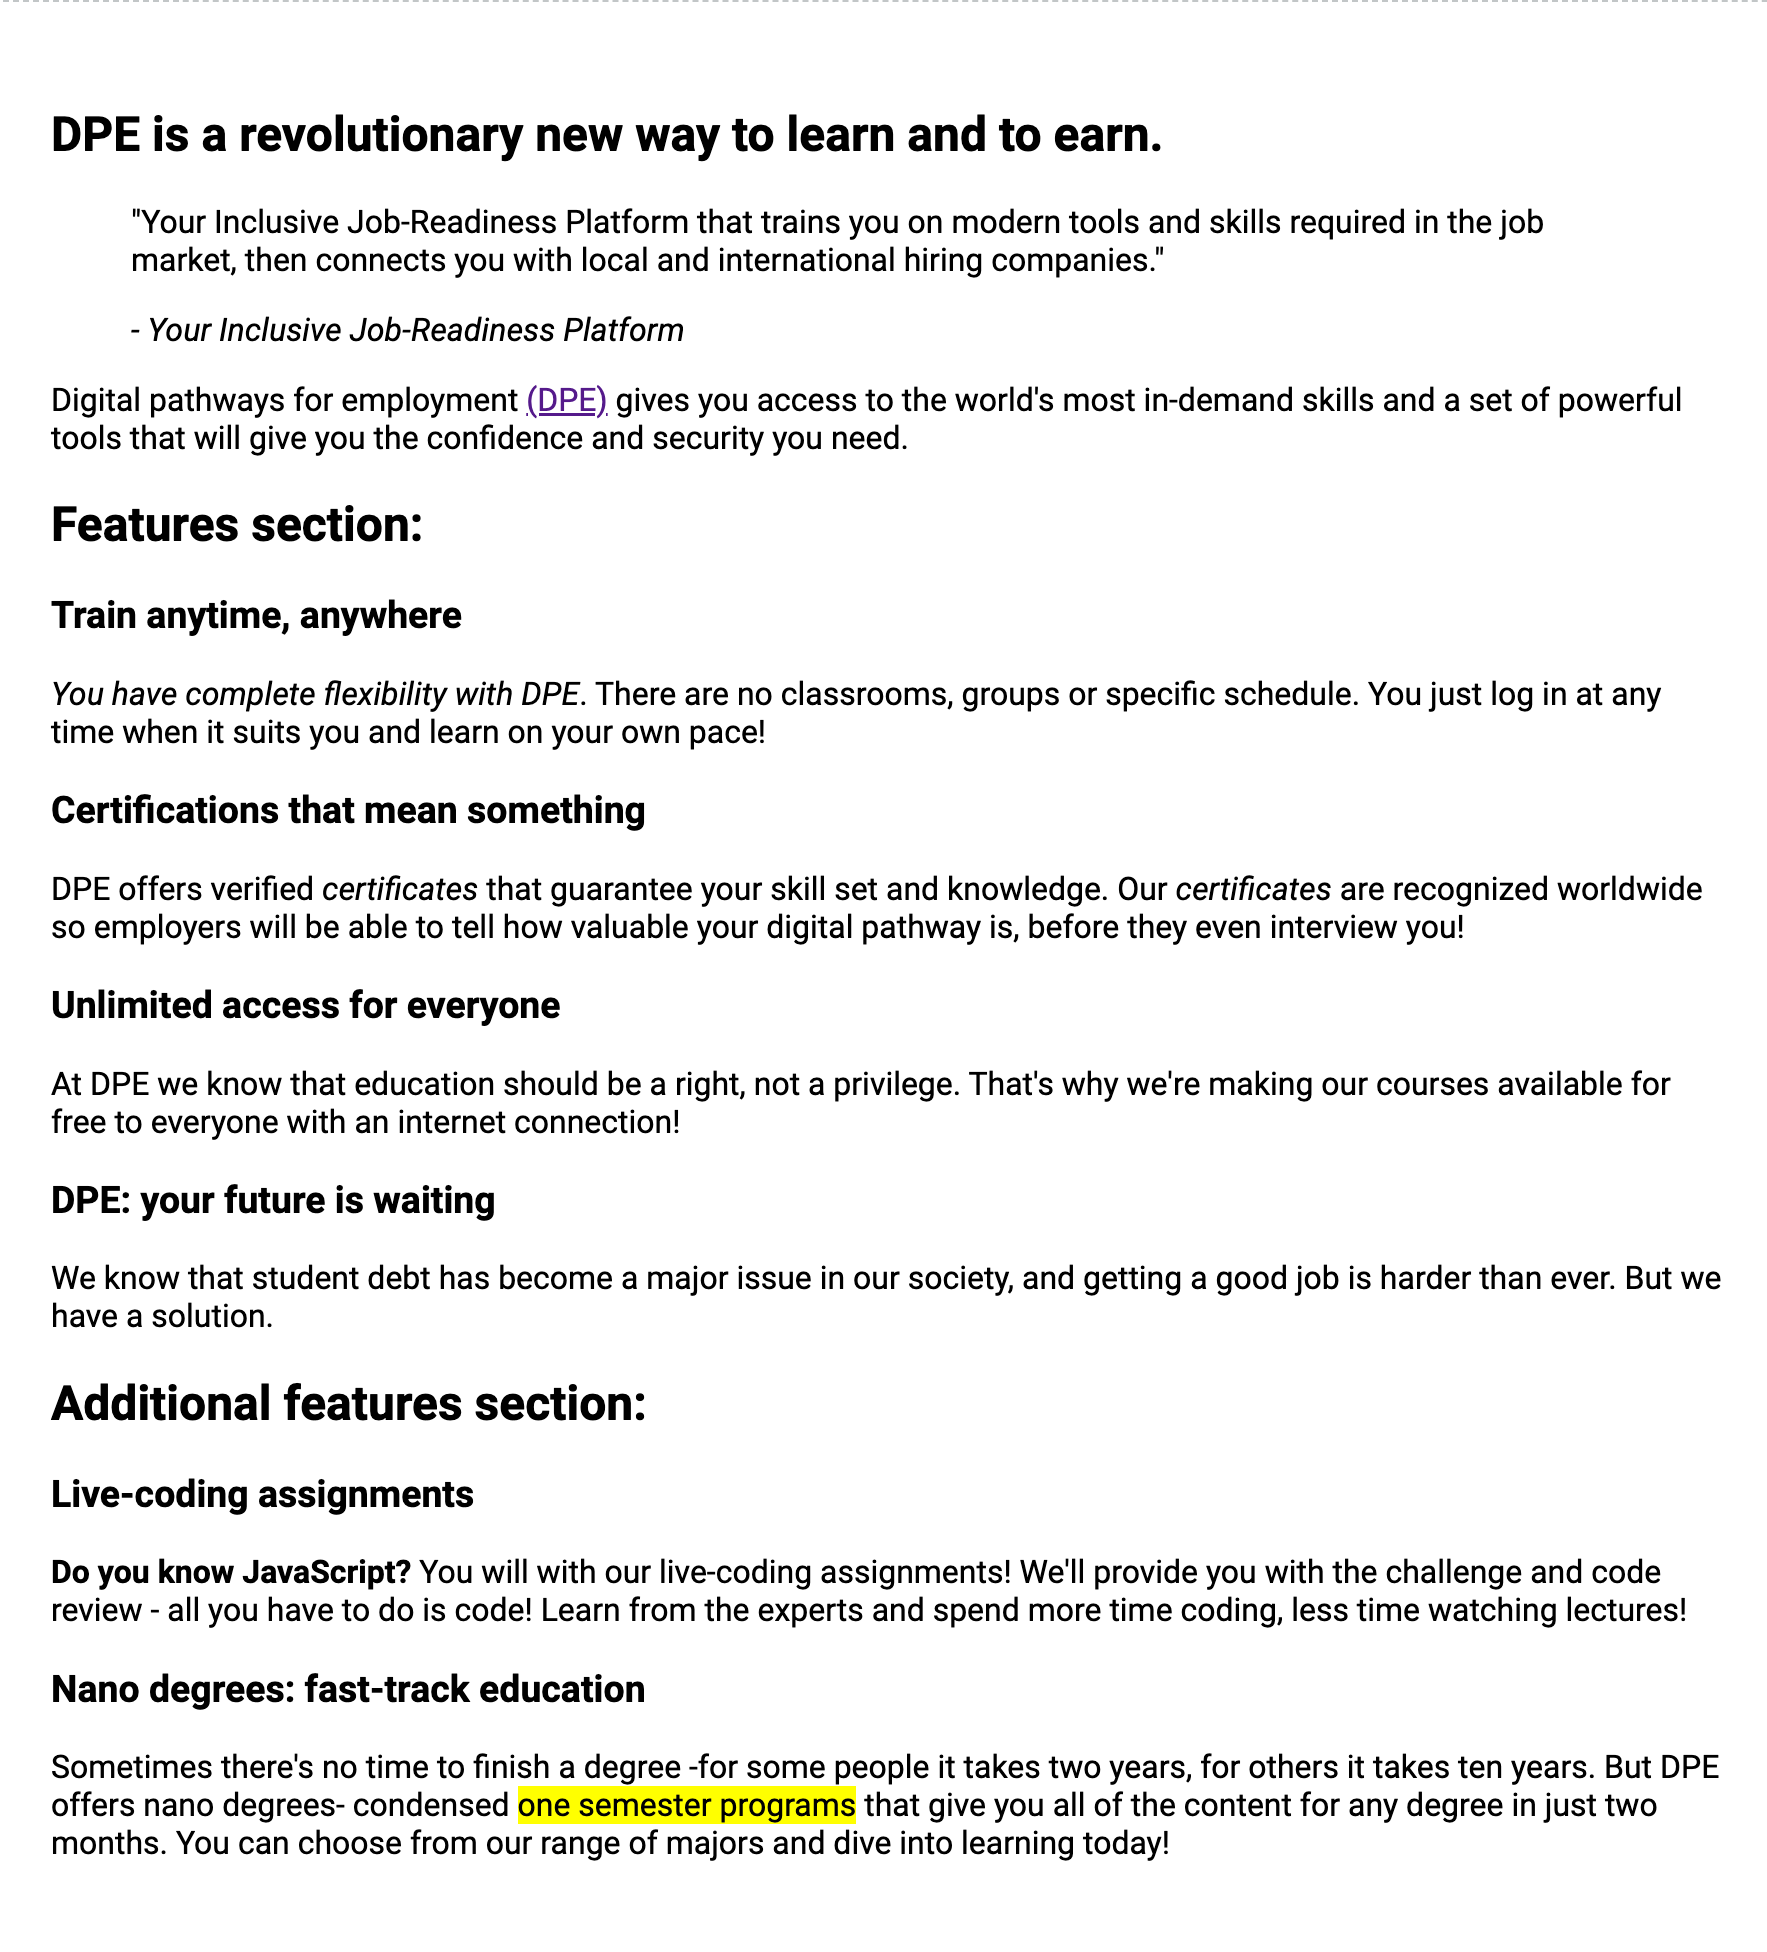 DPE is a revolutionary new way to learn and to earn.
"Your Inclusive Job-Readiness Platform that trains you on modern tools and skills required in the job
market, then connects you with local and international hiring companies."
- Your Inclusive Job-Readiness Platform
Digital pathways for employment (DPE) gives you access to the world's most in-demand skills and a set of powerful
tools that will give you the confidence and security you need.
Features section:
Train anytime, anywhere
You have complete flexibility with DPE. There are no classrooms, groups or specific schedule. You just log in at any
time when it suits you and learn on your own pace!
Certifications that mean something
DPE offers verified certificates that guarantee your skill set and knowledge. Our certificates are recognized worldwide
so employers will be able to tell how valuable your digital pathway is, before they even interview you!
Unlimited access for everyone
At DPE we know that education should be a right, not a privilege. That's why we're making our courses available for
free to everyone with an internet connection!
DPE: your future is waiting
We know that student debt has become a major issue in our society, and getting a good job is harder than ever. But we
have a solution.
Additional features section:
Live-coding assignments
Do you know JavaScript? You will with our live-coding assignments! We'll provide you with the challenge and code
review - all you have to do is code! Learn from the experts and spend more time coding, less time watching lectures!
Nano degrees: fast-track education
Sometimes there's no time to finish a degree -for some people it takes two years, for others it takes ten years. But DPE
offers nano degrees- condensed one semester programs that give you all of the content for any degree in just two
months. You can choose from our range of majors and dive into learning today!